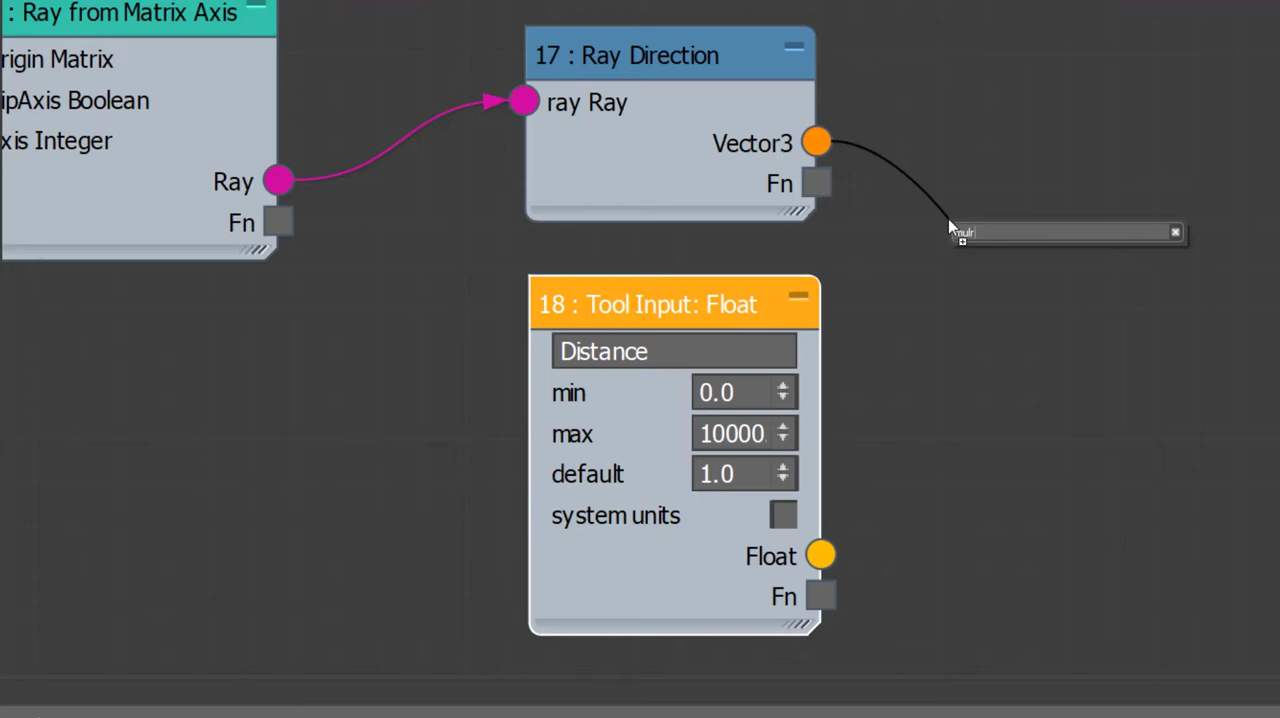 : Ray from Matrix Axis
rigin Matrix
ipAxis Boolean
xis Integer
Ray
Fn
17 : Ray Direction
ray Ray
Vector3
Fn
mulr
18 : Tool Input: Float
Distance
min 0.0
max 10000.
default 1.0
system units
Float
Fn